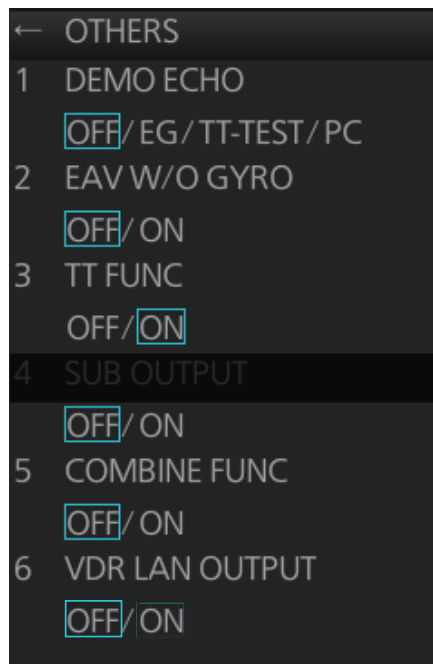 ← OTHERS
1 DEMO ECHO
OFF/EG/TT-TEST/PC
2 EAV W/O GYRO
OFF/ON
3 TT FUNC
OFF/ON
4 SUB OUTPUT
OFF/ON
5 COMBINE FUNC
OFF/ON
6 VDR LAN OUTPUT
OFF/ON